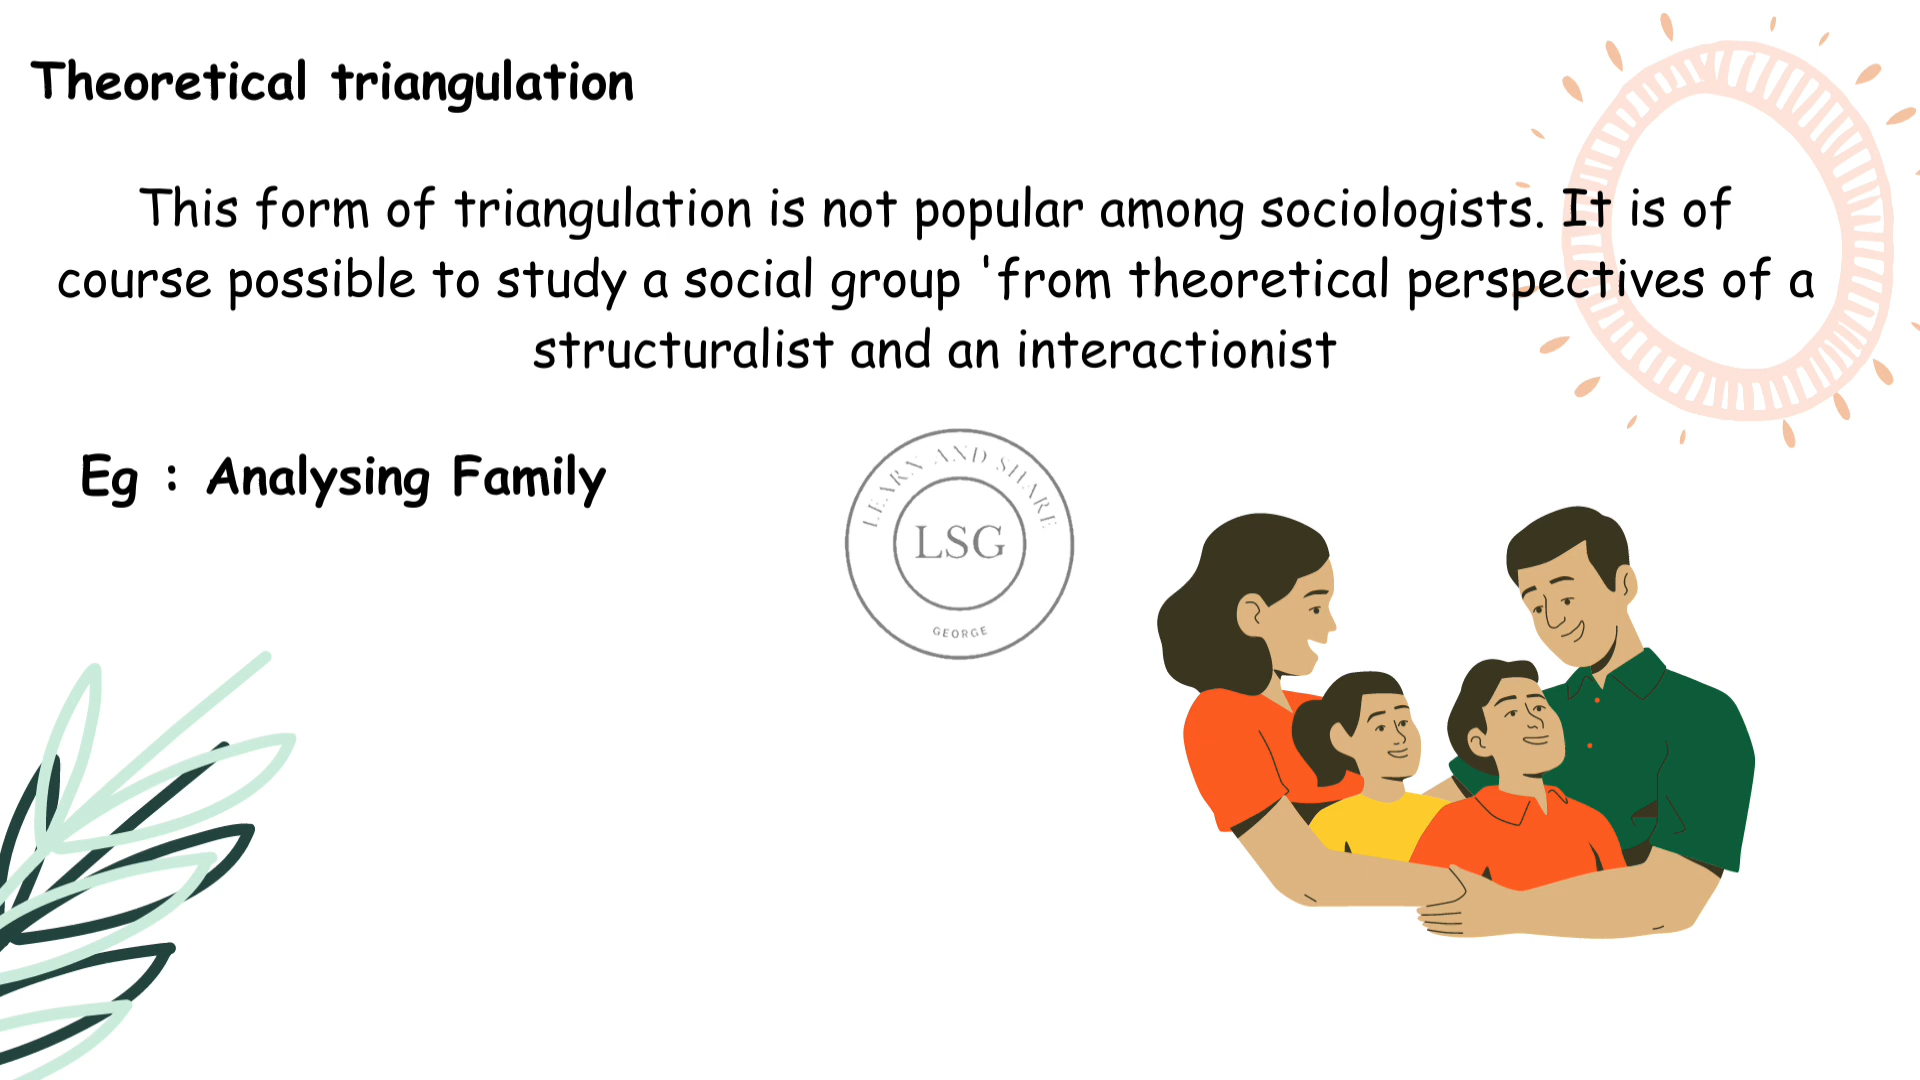 Theoretical triangulation
This form of triangulation is not popular among sociologists. It is of
course possible to study a social group 'from theoretical perspectives of a
structuralist and an interactionist
Eg : Analysing Family
LEARN AND SHARE
LSG
GEORGE